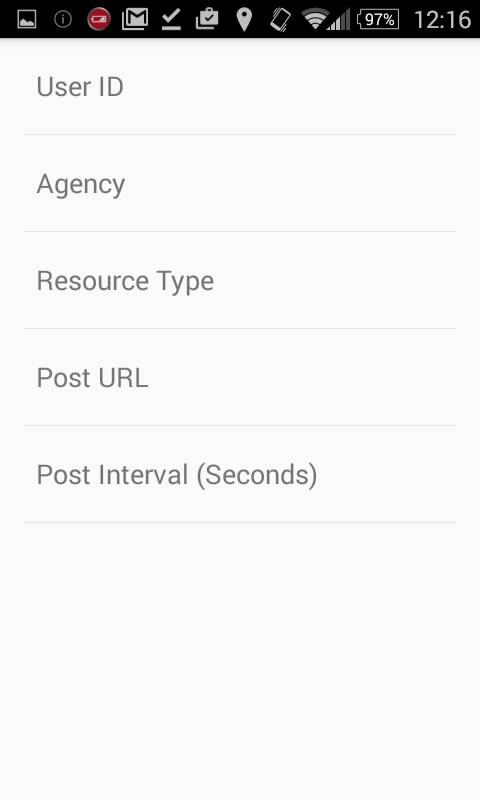 97% 12:16
User ID
Agency
Resource Type
Post URL
Post Interval (Seconds)